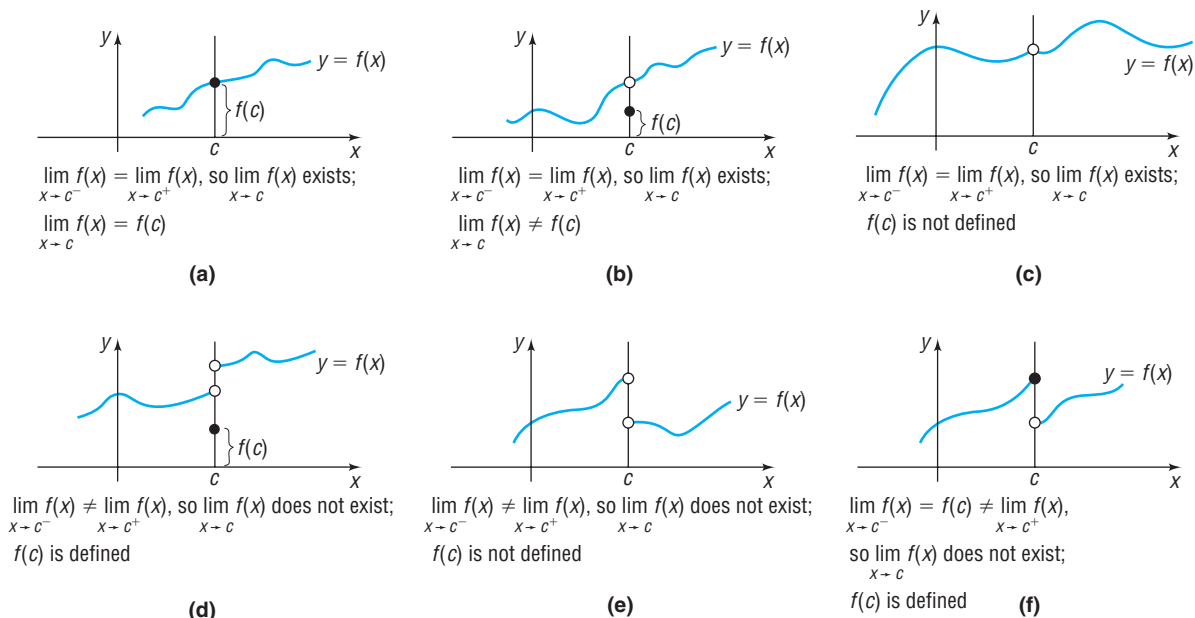 y
y = f(x)
f(c)
c
x
lim f(x) = lim f(x), so lim f(x) exists;
x→c⁻ x→c⁺ x→c
lim f(x) = f(c)
x→c
(a)
y
y = f(x)
f(c)
c
x
lim f(x) = lim f(x), so lim f(x) exists;
x→c⁻ x→c⁺ x→c
lim f(x) ≠ f(c)
x→c
(b)
y
y = f(x)
c
x
lim f(x) = lim f(x), so lim f(x) exists;
x→c⁻ x→c⁺ x→c
f(c) is not defined
(c)
y
y = f(x)
f(c)
c
x
lim f(x) ≠ lim f(x), so lim f(x) does not exist;
x→c⁻ x→c⁺ x→c
f(c) is defined
(d)
y
y = f(x)
c
x
lim f(x) ≠ lim f(x), so lim f(x) does not exist;
x→c⁻ x→c⁺ x→c
f(c) is not defined
(e)
y
y = f(x)
c
x
lim f(x) = f(c) ≠ lim f(x),
x→c⁻ x→c⁺
so lim f(x) does not exist;
x→c
f(c) is defined
(f)